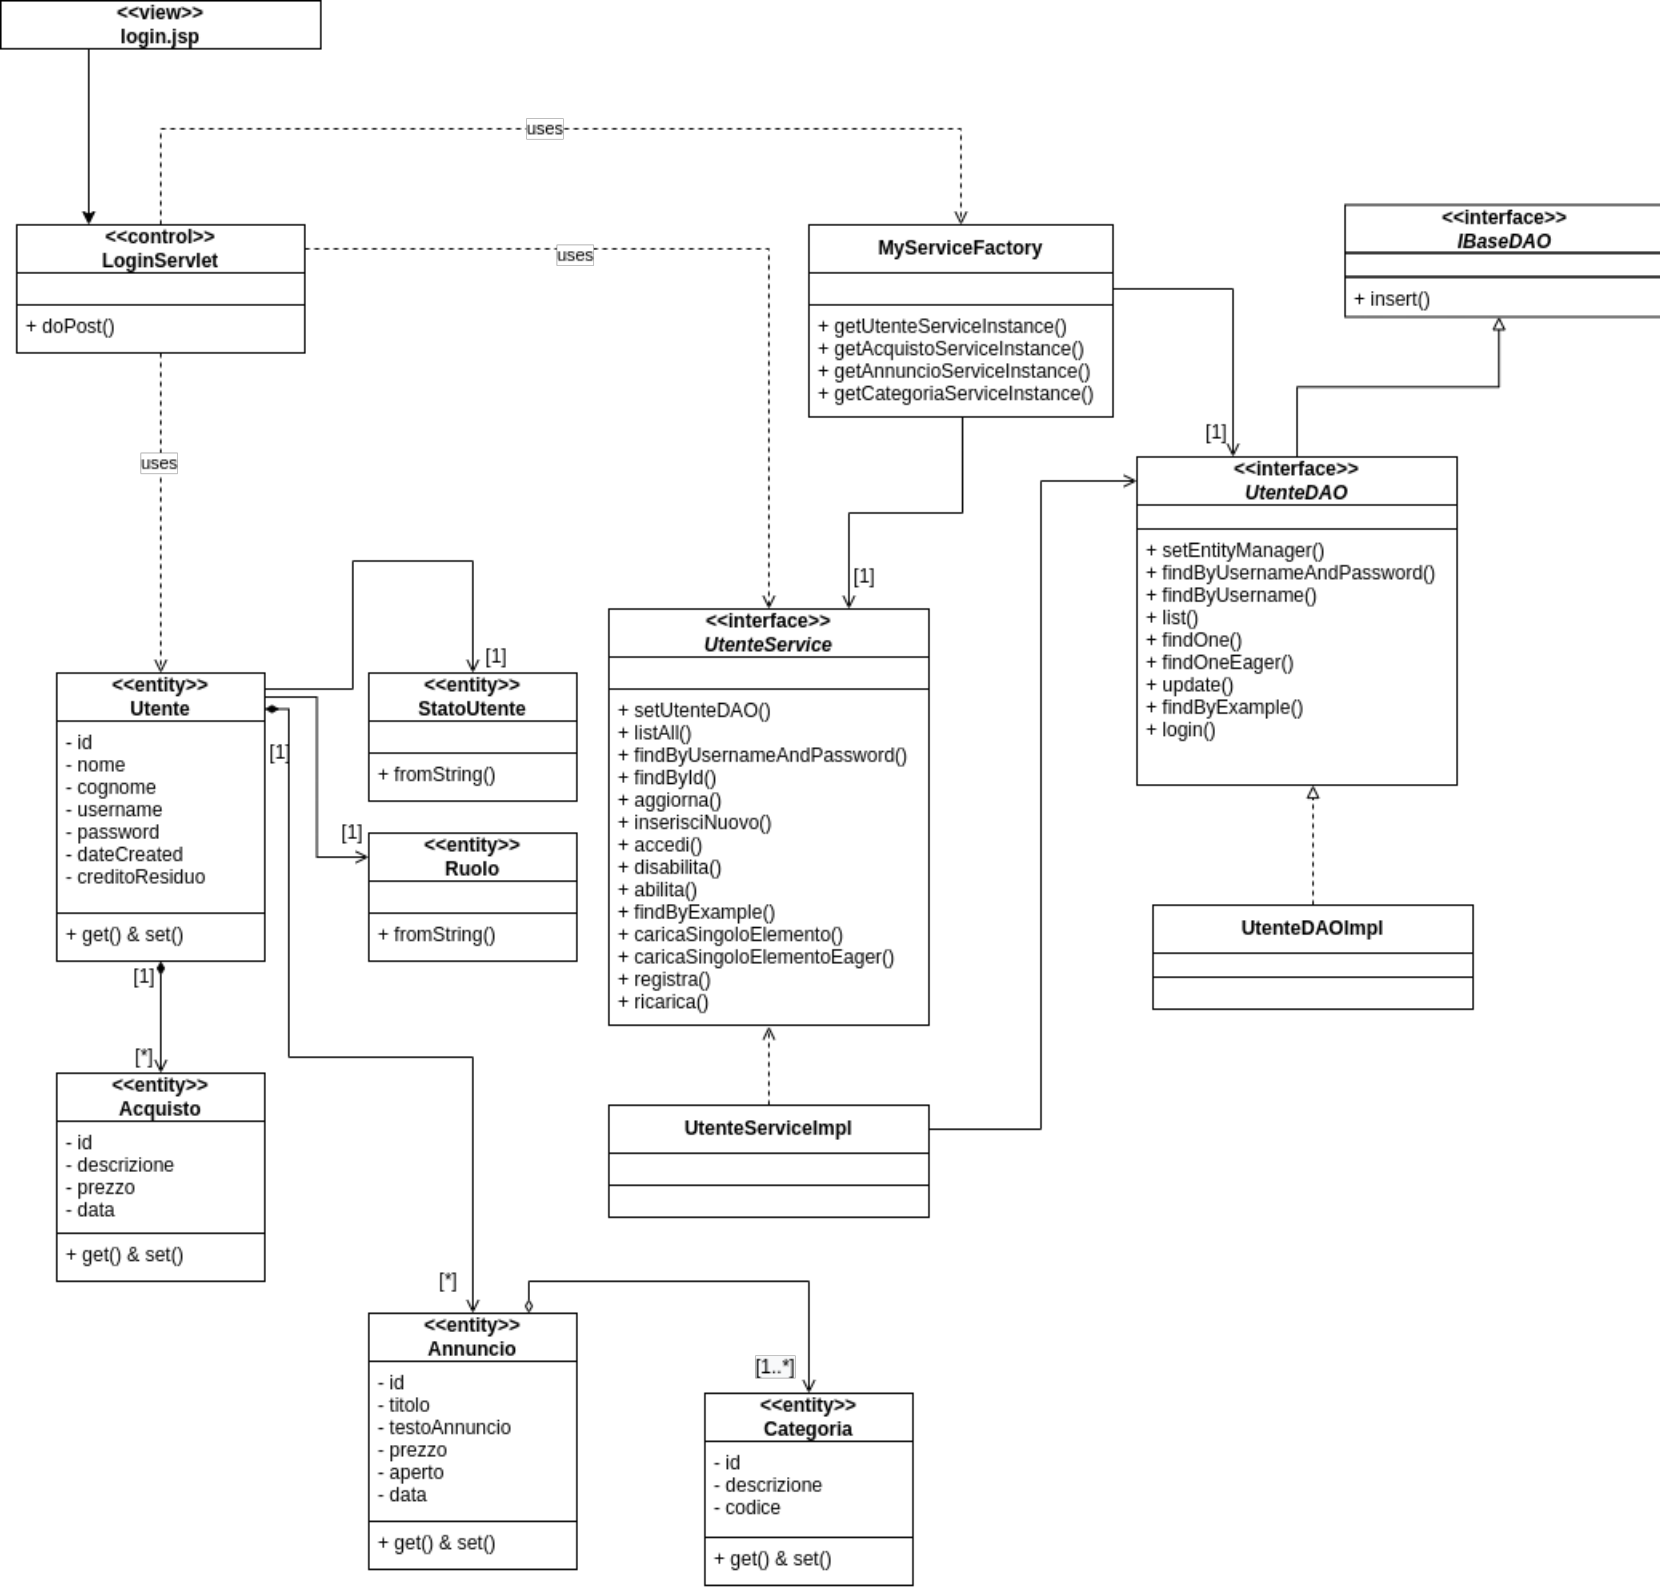 <<view>>
login.jsp
uses
<<control>>
LoginServlet
+ doPost()
uses
MyServiceFactory
+ getUtenteServiceInstance()
+ getAcquistoServiceInstance()
+ getAnnuncioServiceInstance()
+ getCategoriaServiceInstance()
<<interface>>
IBaseDAO
+ insert()
uses
[1]
<<interface>>
UtenteDAO
+ setEntityManager()
+ findByUsernameAndPassword()
+ findByUsername()
+ list()
+ findOne()
+ findOneEager()
+ update()
+ findByExample()
+ login()
[1]
<<interface>>
UtenteService
+ setUtenteDAO()
+ listAll()
+ findByUsernameAndPassword()
+ findById()
+ aggiorna()
+ inserisciNuovo()
+ accedi()
+ disabilita()
+ abilita()
+ findByExample()
+ caricaSingoloElemento()
+ caricaSingoloElementoEager()
+ registra()
+ ricarica()
<<entity>>
Utente
- id
- nome
- cognome
- username
- password
- dateCreated
- creditoResiduo
+ get() & set()
[1]
[1]
<<entity>>
StatoUtente
+ fromString()
[1]
<<entity>>
Ruolo
+ fromString()
UtenteDAOImpl
[1]
[*]
<<entity>>
Acquisto
- id
- descrizione
- prezzo
- data
+ get() & set()
UtenteServiceImpl
[*]
<<entity>>
Annuncio
- id
- titolo
- testoAnnuncio
- prezzo
- aperto
- data
+ get() & set()
[1..*]
<<entity>>
Categoria
- id
- descrizione
- codice
+ get() & set()